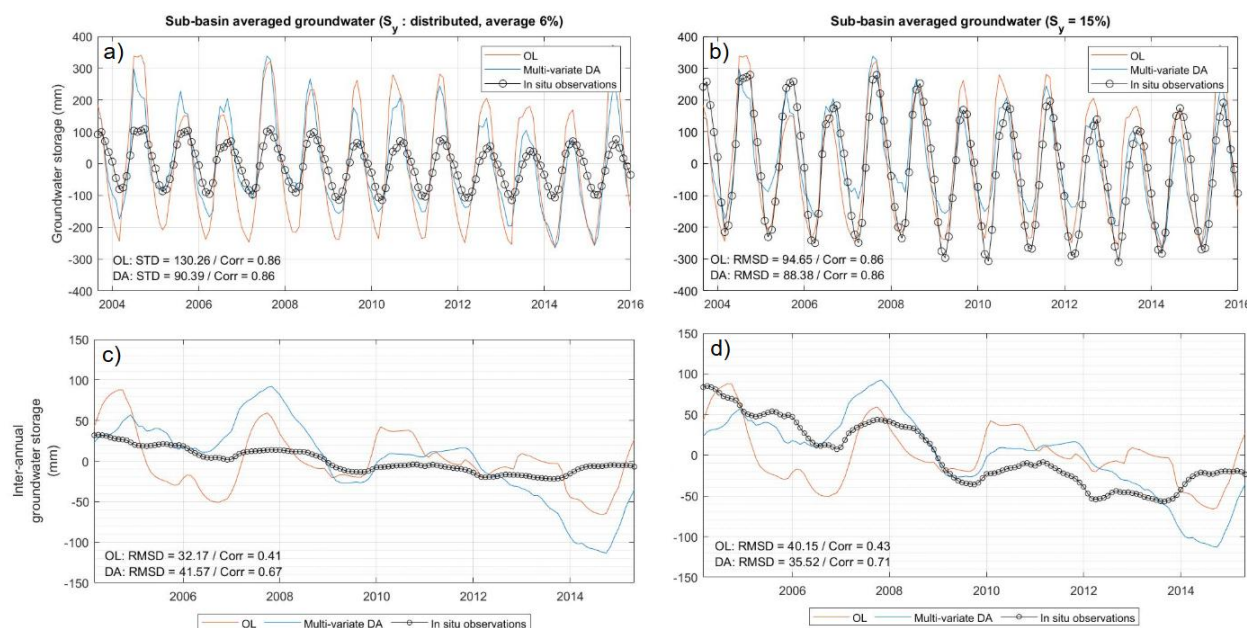 Sub-basin averaged groundwater (Sy : distributed, average 6%)
a)
OL
Multi-variate DA
In situ observations
Groundwater storage (mm)
400
300
200
100
0
-100
-200
-300
-400
OL: STD = 130.26 / Corr = 0.86
DA: STD = 90.39 / Corr = 0.86
2004 2006 2008 2010 2012 2014 2016
Sub-basin averaged groundwater (Sy = 15%)
b)
OL
Multi-variate DA
In situ observations
400
300
200
100
0
-100
-200
-300
-400
OL: RMSD = 94.65 / Corr = 0.86
DA: RMSD = 88.38 / Corr = 0.86
2004 2006 2008 2010 2012 2014 2016
c)
Inter-annual
groundwater storage
(mm)
150
100
50
0
-50
-100
-150
OL: RMSD = 32.17 / Corr = 0.41
DA: RMSD = 41.57 / Corr = 0.67
2006 2008 2010 2012 2014
OL Multi-variate DA In situ observations
d)
150
100
50
0
-50
-100
-150
OL: RMSD = 40.15 / Corr = 0.43
DA: RMSD = 35.52 / Corr = 0.71
2006 2008 2010 2012 2014
OL Multi-variate DA In situ observations